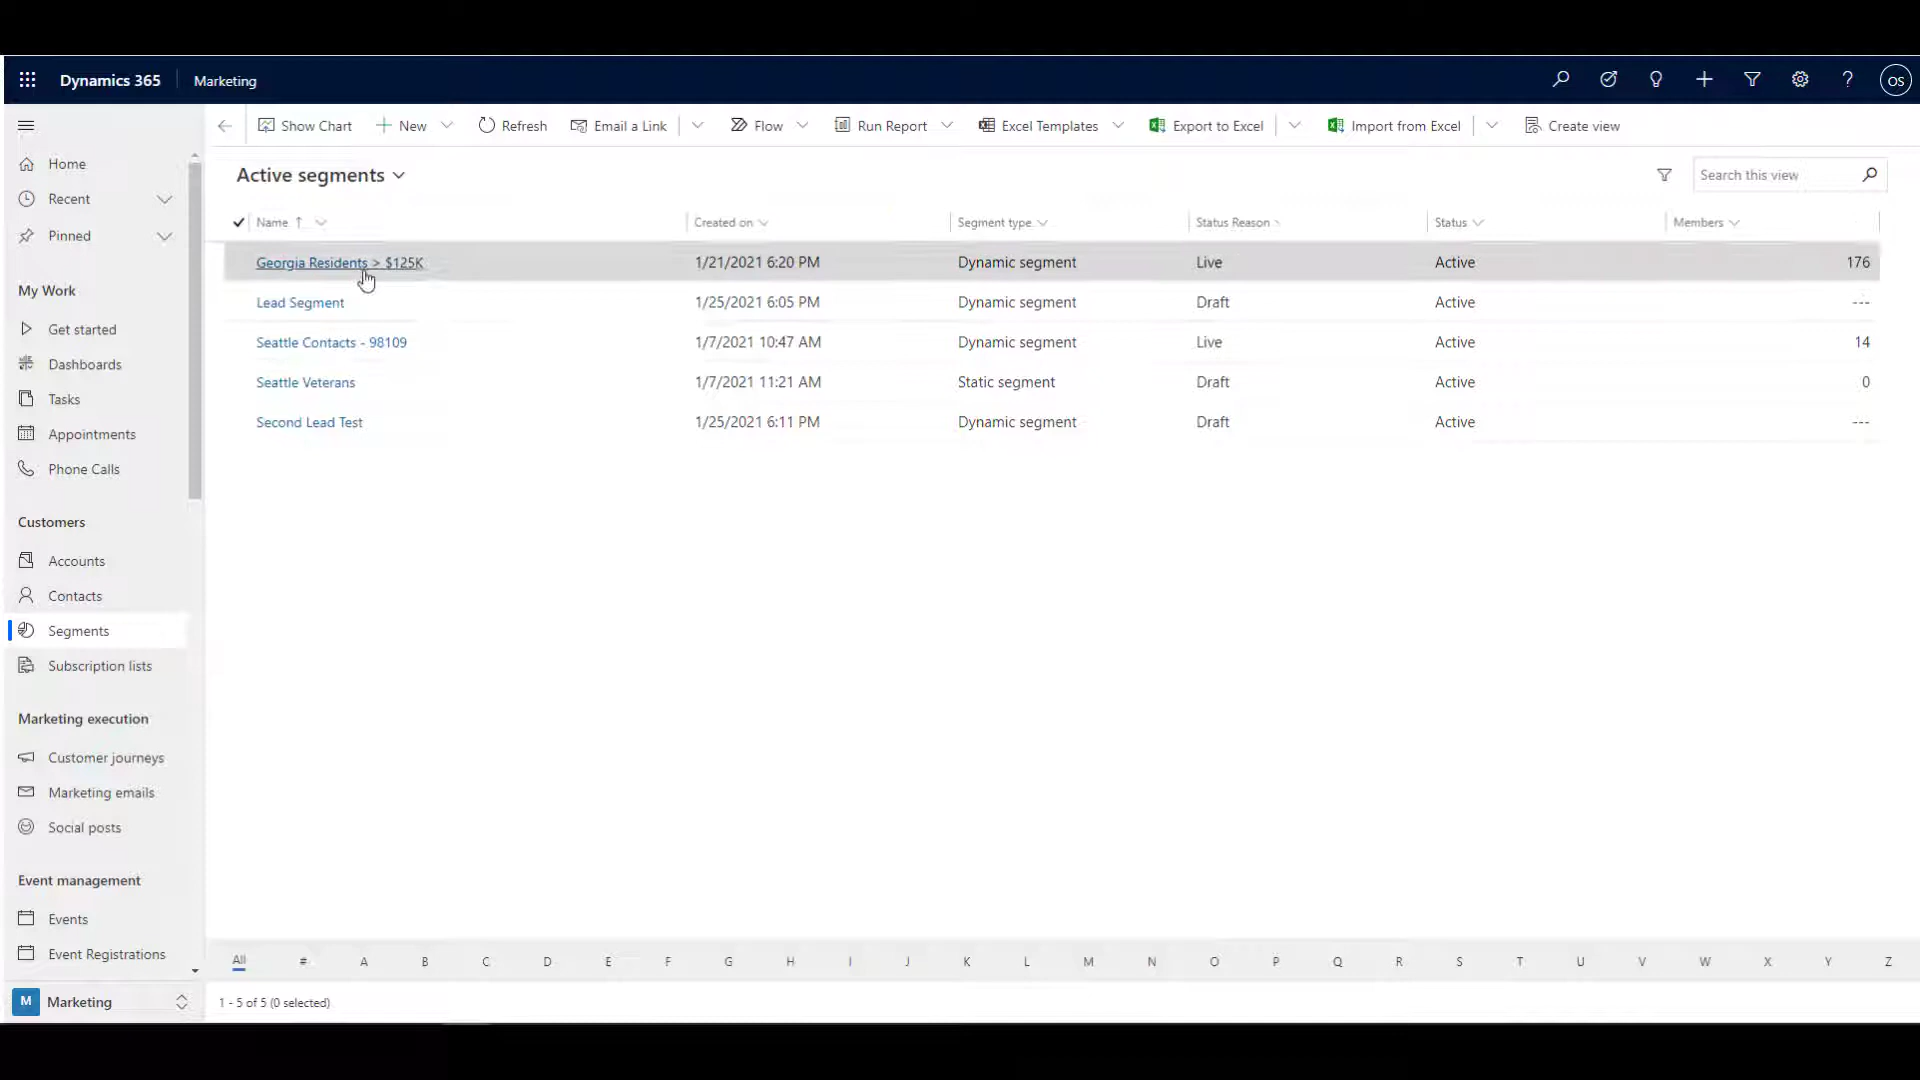 Dynamics 365 Marketing OS
Show Chart New Refresh Email a Link Flow Run Report Excel Templates Export to Excel Import from Excel Create view
Home
Recent
Pinned
My Work
Get started
Dashboards
Tasks
Appointments
Phone Calls
Customers
Accounts
Contacts
Segments
Subscription lists
Marketing execution
Customer journeys
Marketing emails
Social posts
Event management
Events
Event Registrations
M Marketing
Active segments Search this view
Name ↑ Created on Segment type Status Reason Status Members
Georgia Residents > $125K 1/21/2021 6:20 PM Dynamic segment Live Active 176
Lead Segment 1/25/2021 6:05 PM Dynamic segment Draft Active ---
Seattle Contacts - 98109 1/7/2021 10:47 AM Dynamic segment Live Active 14
Seattle Veterans 1/7/2021 11:21 AM Static segment Draft Active 0
Second Lead Test 1/25/2021 6:11 PM Dynamic segment Draft Active ---
All # A B C D E F G H I J K L M N O P Q R S T U V W X Y Z
1 - 5 of 5 (0 selected)